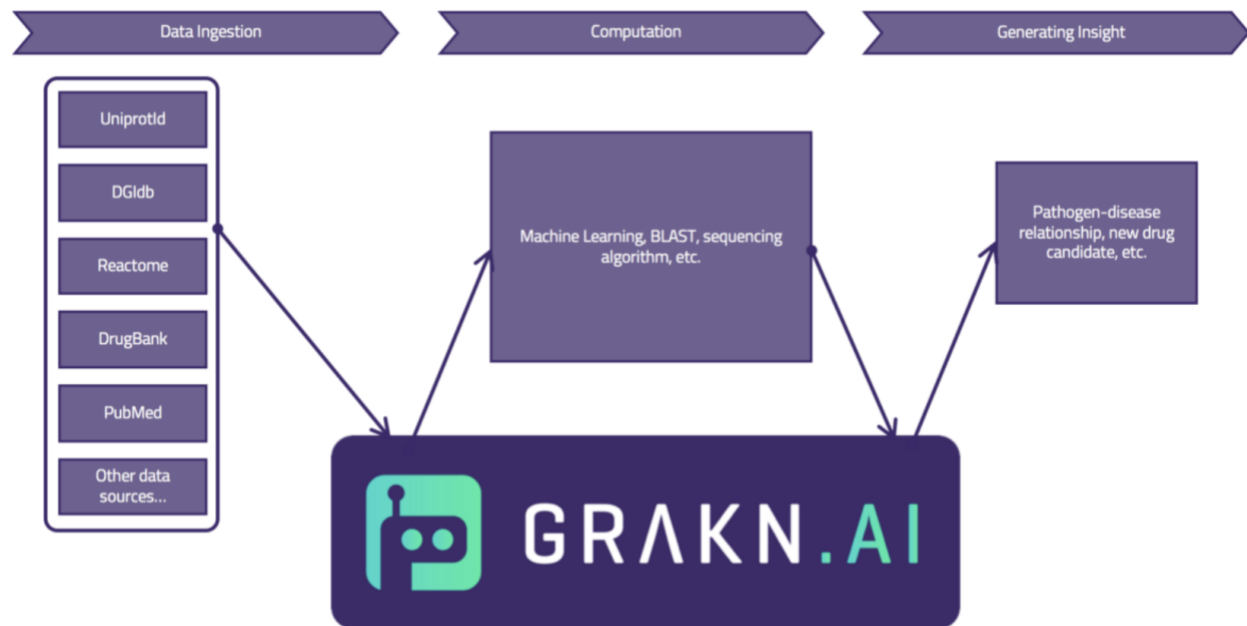 Data Ingestion
Computation
Generating Insight
UniprotId
DGIdb
Reactome
DrugBank
PubMed
Other data
sources...
Machine Learning, BLAST, sequencing
algorithm, etc.
Pathogen-disease
relationship, new drug
candidate, etc.
GRAKN.AI